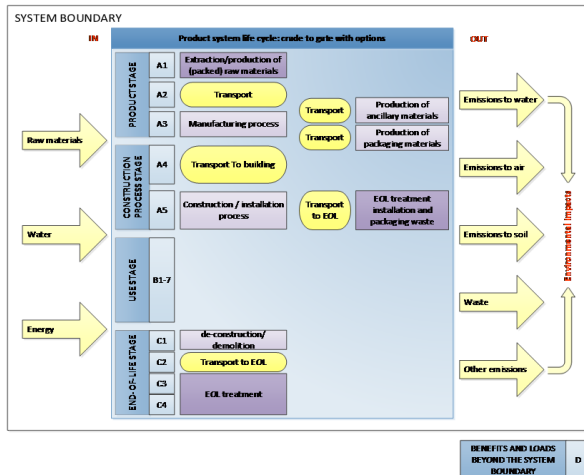 SYSTEM BOUNDARY
IN
Product system life cycle: crude to grte with options
OUT
PRODUCT STAGE
A1
Extraction/production of
(packed) raw materials
A2
Transport
A3
Manufacturing process
Transport
Production of
ancillary materials
Transport
Production of
packaging materials
CONSTRUCTION
PROCESS STAGE
A4
Transport To building
A5
Construction / installation
process
Transport
to EOL
EOL treatment
installation and
packaging waste
USE STAGE
B1-7
END-OF-LIFE STAGE
C1
de-construction/
demolition
C2
Transport to EOL
C3
C4
EOL treatment
Raw materials
Water
Energy
Emissions to water
Emissions to air
Emissions to soil
Waste
Other emissions
Environmental impacts
BENEFITS AND LOADS
BEYOND THE SYSTEM
BOUNDARY
D